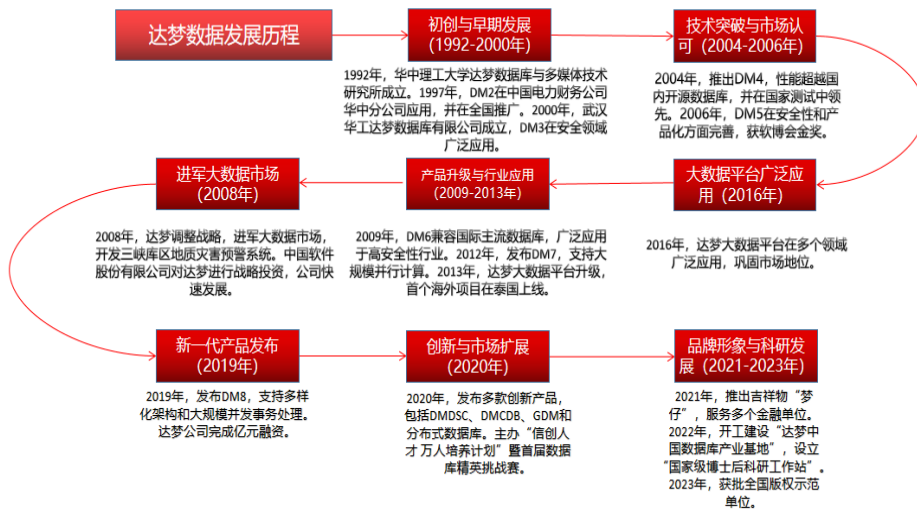 达梦数据发展历程
初创与早期发展
(1992-2000年)
1992年，华中理工大学达梦数据库与多媒体技术
研究所成立。1997年，DM2在中国电力财务公司
华中分公司应用，并在全国推广。2000年，武汉
华工达梦数据库有限公司成立，DM3在安全领域
广泛应用。
技术突破与市场认
可（2004-2006年)
2004年，推出DM4，性能超越国
内开源数据库，并在国家测试中领
先。2006年，DM5在安全性和产
品化方面完善，获软博会金奖。
大数据平台广泛应
用（2016年)
2016年，达梦大数据平台在多个领域
广泛应用，巩固市场地位。
产品升级与行业应用
(2009-2013年）
2009年，DM6兼容国际主流数据库，广泛应用
于高安全性行业。2012年，发布DM7，支持大
规模并行计算。2013年，达梦大数据平台升级，
首个海外项目在泰国上线。
进军大数据市场
(2008年)
2008年，达梦调整战略，进军大数据市场，
开发三峡库区地质灾害预警系统。中国软件
股份有限公司对达梦进行战略投资，公司快
速发展。
新一代产品发布
(2019年)
2019年，发布DM8，支持多样
化架构和大规模并发事务处理。
达梦公司完成亿元融资。
创新与市场扩展
(2020年)
2020年，发布多款创新产品，
包括DMDSC、DMCDB、GDM和
分布式数据库。主办“信创人
才 万人培养计划”暨首届数据
库精英挑战赛。
品牌形象与科研发
展（2021-2023年)
2021年，推出吉祥物“梦
仔”，服务多个金融单位。
2022年，开工建设“达梦中
国数据库产业基地”，设立
“国家级博士后科研工作站”。
2023年，获批全国版权示范
单位。